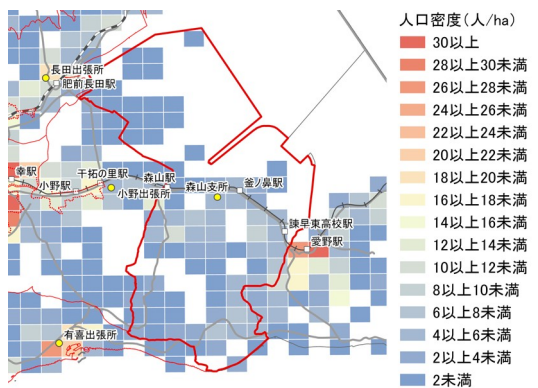 人口密度(人/ha)
30以上
28以上30未満
26以上28未満
24以上26未満
22以上24未満
20以上22未満
18以上20未満
16以上18未満
14以上16未満
12以上14未満
10以上12未満
8以上10未満
6以上8未満
4以上6未満
2以上4未満
2未満
長田出張所
肥前長田駅
幸駅
小野駅
干拓の里駅
小野出張所
森山駅
森山支所
釜ノ鼻駅
諫早東高校駅
愛野駅
有喜出張所